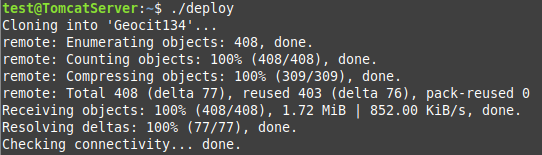 test@TomcatServer:~$ ./deploy
Cloning into 'Geocit134'...
remote: Enumerating objects: 408, done.
remote: Counting objects: 100% (408/408), done.
remote: Compressing objects: 100% (309/309), done.
remote: Total 408 (delta 77), reused 403 (delta 76), pack-reused 0
Receiving objects: 100% (408/408), 1.72 MiB | 852.00 KiB/s, done.
Resolving deltas: 100% (77/77), done.
Checking connectivity... done.